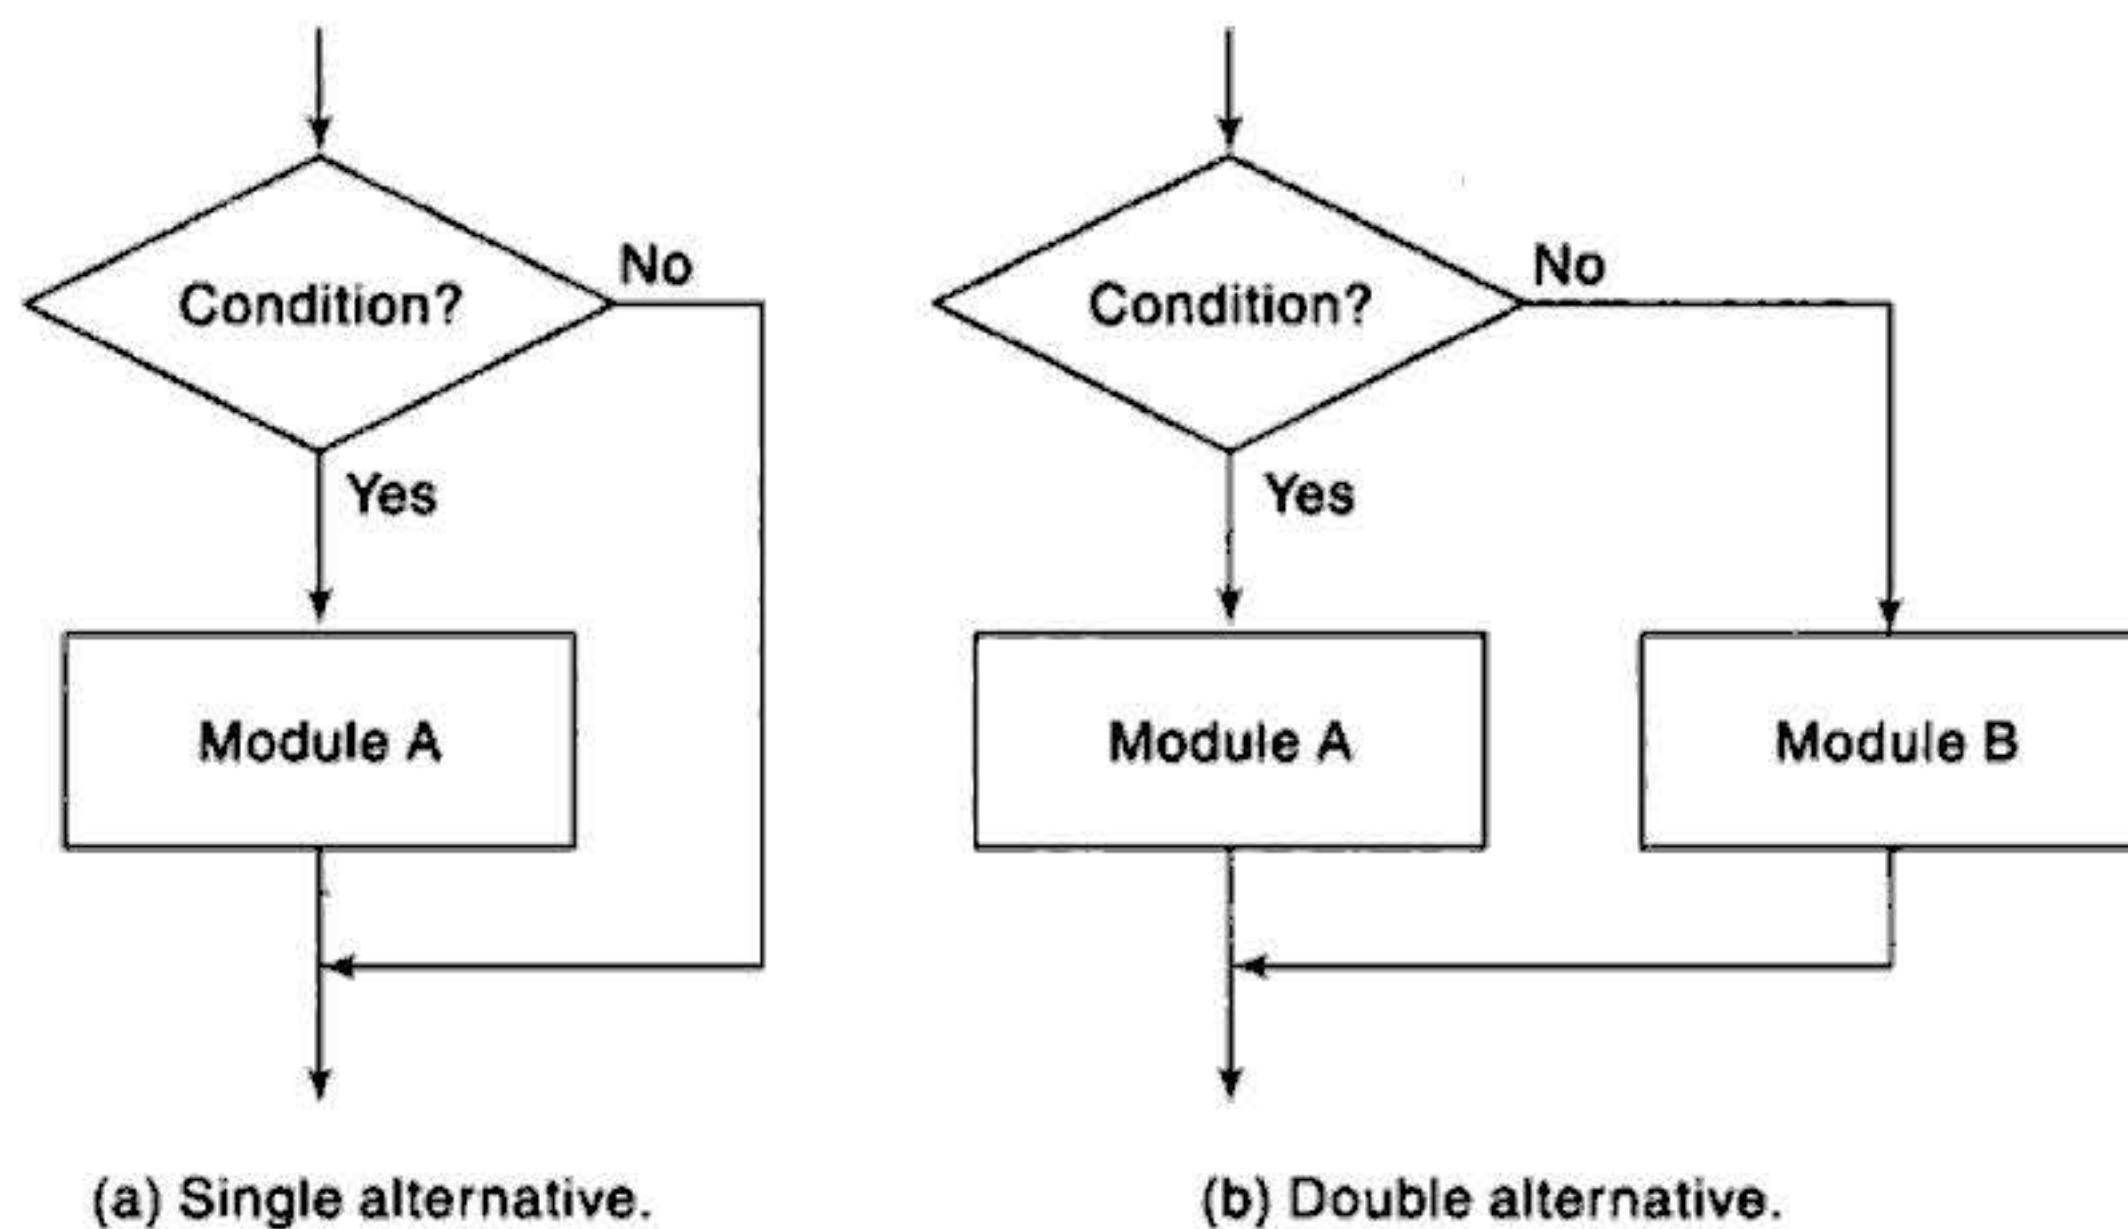 Condition?
No
Yes
Module A
(a) Single alternative.
Condition?
No
Yes
Module A
Module B
(b) Double alternative.